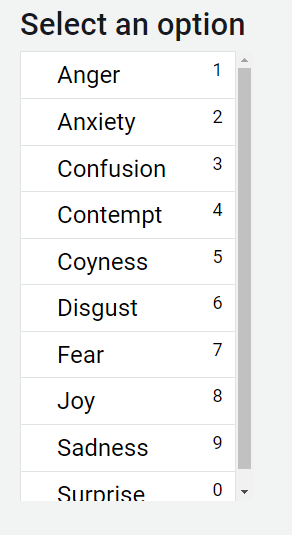 Select an option
Anger 1
Anxiety 2
Confusion 3
Contempt 4
Coyness 5
Disgust 6
Fear 7
Joy 8
Sadness 9
Surprise 0